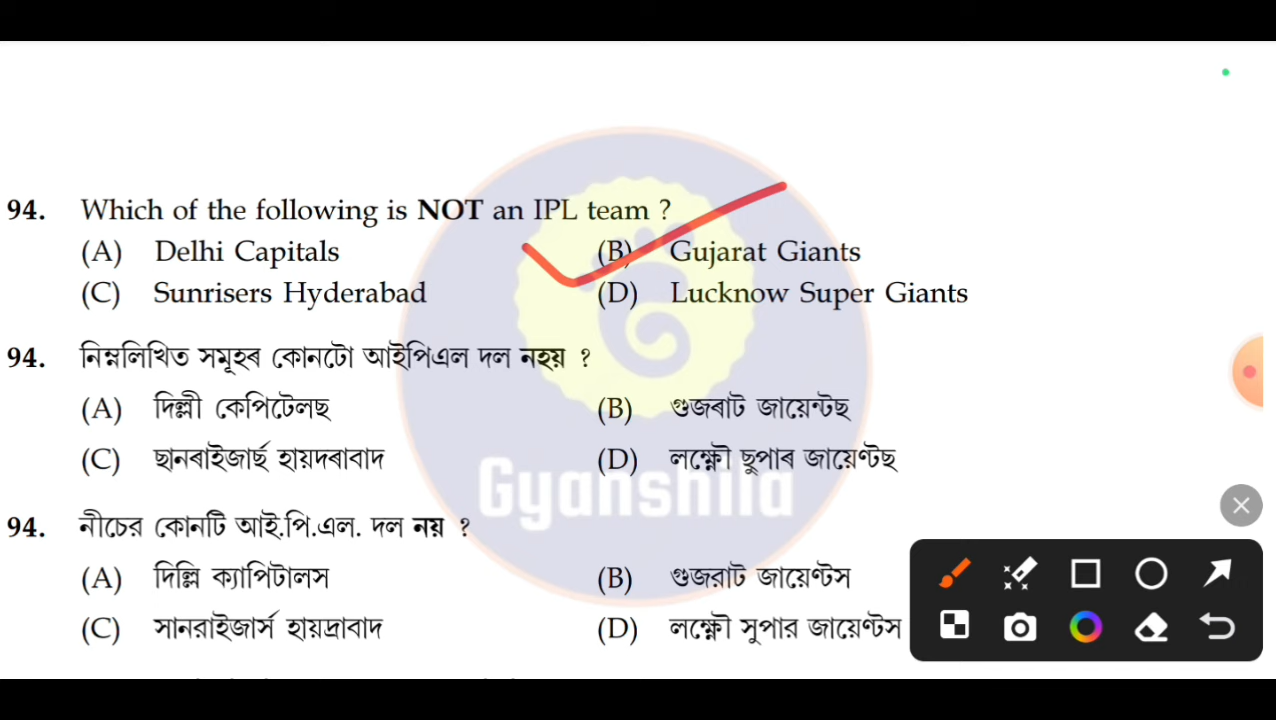 94. Which of the following is NOT an IPL team ?
(A) Delhi Capitals (B) Gujarat Giants
(C) Sunrisers Hyderabad (D) Lucknow Super Giants
94. নিম্নলিখিত সমূহৰ কোনটো আইপিএল দল নহয় ?
(A) দিল্লী কেপিটেলছ (B) গুজৰাট জায়েন্টছ
(C) ছানৰাইজাৰ্ছ হায়দৰাবাদ (D) লক্ষ্ণৌ ছুপাৰ জায়েণ্টছ
Gyanshila
94. নীচের কোনটি আই.পি.এল. দল নয় ?
(A) দিল্লি ক্যাপিটালস (B) গুজরাট জায়েণ্টস
(C) সানরাইজার্স হায়দ্রাবাদ (D) লক্ষ্ণৌ সুপার জায়েণ্টস